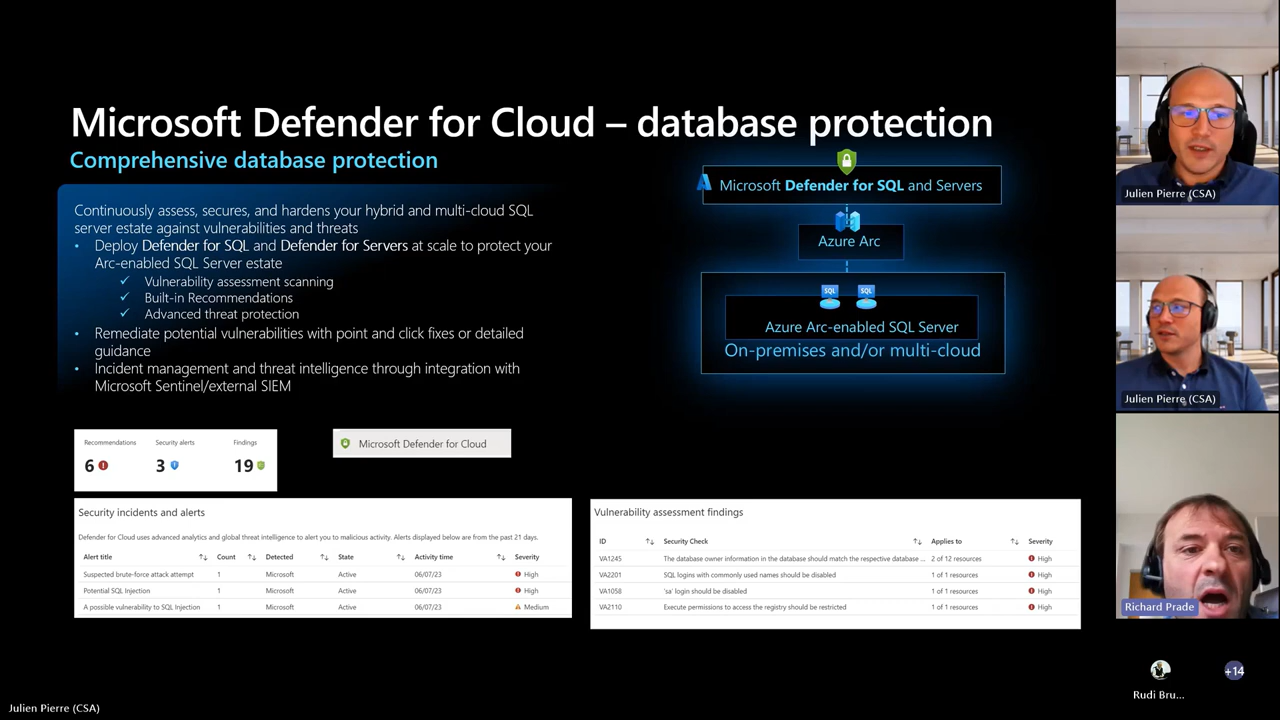 Microsoft Defender for Cloud – database protection
Comprehensive database protection
Continuously assess, secures, and hardens your hybrid and multi-cloud SQL
server estate against vulnerabilities and threats
• Deploy Defender for SQL and Defender for Servers at scale to protect your
Arc-enabled SQL Server estate
✓ Vulnerability assessment scanning
✓ Built-in Recommendations
✓ Advanced threat protection
• Remediate potential vulnerabilities with point and click fixes or detailed
guidance
• Incident management and threat intelligence through integration with
Microsoft Sentinel/external SIEM
Microsoft Defender for SQL and Servers
Azure Arc
SQL SQL
Azure Arc-enabled SQL Server
On-premises and/or multi-cloud
Recommendations Security alerts Findings
6 3 19
Microsoft Defender for Cloud
Security incidents and alerts
Defender for Cloud uses advanced analytics and global threat intelligence to alert you to malicious activity. Alerts displayed below are from the past 21 days.
Alert title Count Detected State Activity time Severity
Suspected brute-force attack attempt 1 Microsoft Active 06/07/23 High
Potential SQL Injection 1 Microsoft Active 06/07/23 High
A possible vulnerability to SQL Injection 1 Microsoft Active 06/07/23 Medium
Vulnerability assessment findings
ID Security Check Applies to Severity
VA1245 The database owner information in the database should match the respective database ... 2 of 12 resources High
VA2201 SQL logins with commonly used names should be disabled 1 of 1 resources High
VA1058 'sa' login should be disabled 1 of 1 resources High
VA2110 Execute permissions to access the registry should be restricted 1 of 1 resources High
Julien Pierre (CSA)
Julien Pierre (CSA)
Richard Prade
Rudi Bru...
+14
Julien Pierre (CSA)